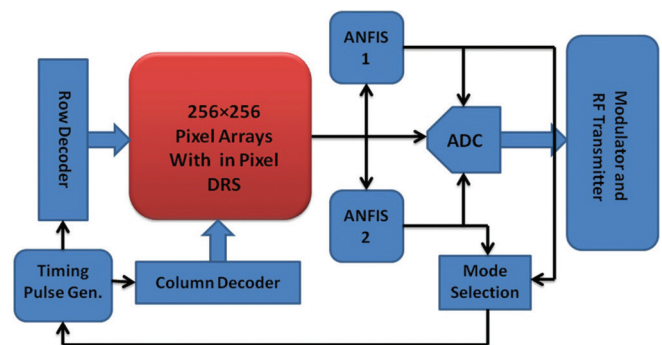 Row Decoder
256×256
Pixel Arrays
With in Pixel
DRS
ANFIS
1
ADC
Modulator and
RF Transmitter
ANFIS
2
Timing
Pulse Gen.
Column Decoder
Mode
Selection